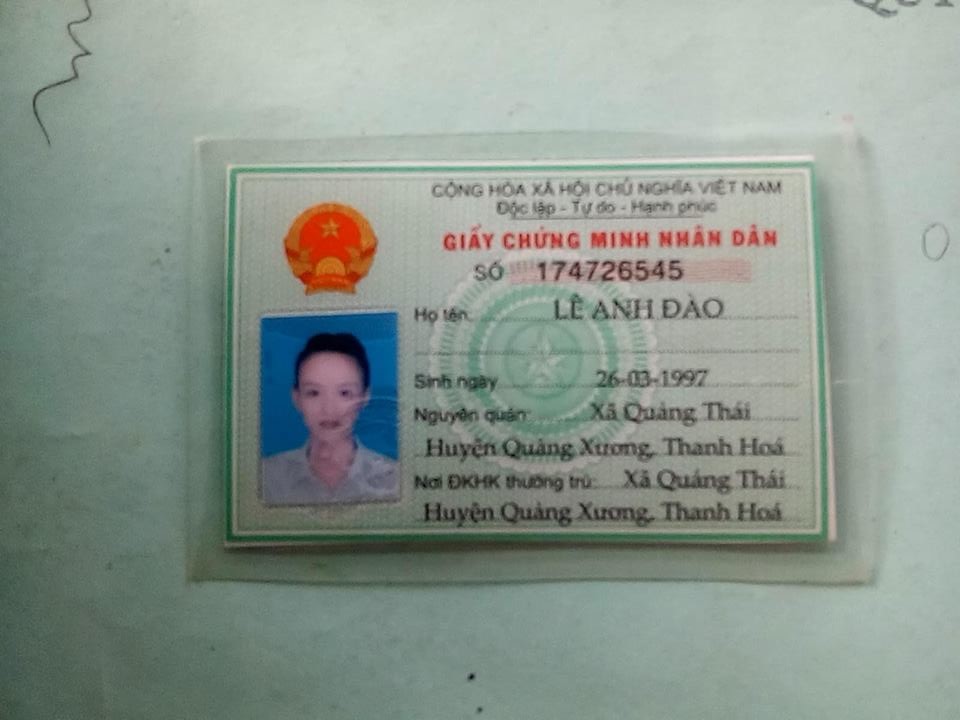 CỘNG HÒA XÃ HỘI CHỦ NGHĨA VIỆT NAM
Độc lập - Tự do - Hạnh phúc
GIẤY CHỨNG MINH NHÂN DÂN
SỐ 174726545
Họ tên: LÊ ANH ĐÀO
Sinh ngày 26-03-1997
Nguyên quán: Xã Quảng Thái
Huyện Quảng Xương, Thanh Hoá
Nơi ĐKHK thường trú: Xã Quảng Thái
Huyện Quảng Xương, Thanh Hoá